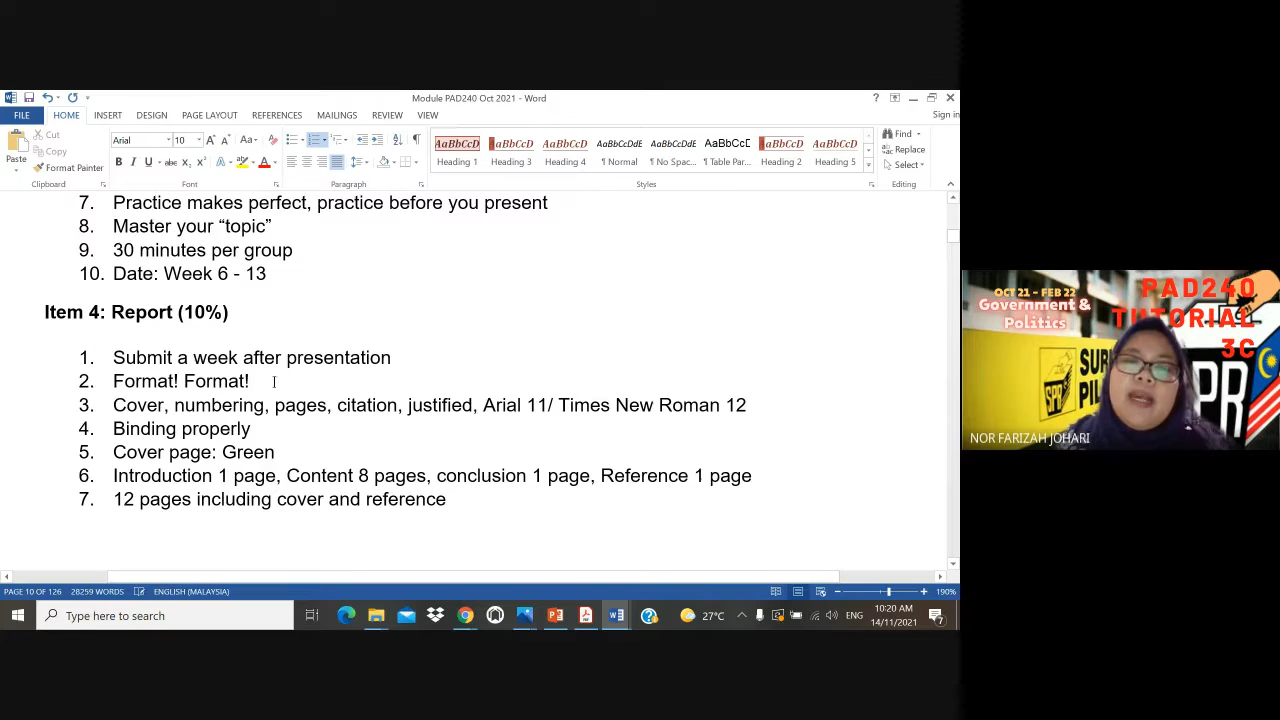 Module PAD240 Oct 2021 - Word
Sign in
FILE HOME INSERT DESIGN PAGE LAYOUT REFERENCES MAILINGS REVIEW VIEW
Paste
Cut
Copy
Format Painter
Clipboard
Arial 10
Font
Paragraph
AaBbCcD Heading 1
AaBbCcD Heading 3
AaBbCcD Heading 4
AaBbCcDdE ¶ Normal
AaBbCcDdE ¶ No Spac...
AaBbCcD ¶ Table Par...
AaBbCcD Heading 2
AaBbCcD Heading 5
Styles
Find
Replace
Select
Editing
7. Practice makes perfect, practice before you present
8. Master your “topic”
9. 30 minutes per group
10. Date: Week 6 - 13
Item 4: Report (10%)
1. Submit a week after presentation
2. Format! Format!
3. Cover, numbering, pages, citation, justified, Arial 11/ Times New Roman 12
4. Binding properly
5. Cover page: Green
6. Introduction 1 page, Content 8 pages, conclusion 1 page, Reference 1 page
7. 12 pages including cover and reference
PAGE 10 OF 126 28259 WORDS ENGLISH (MALAYSIA) 190%
Type here to search
27°C ENG
10:20 AM
14/11/2021
7
OCT 21 - FEB 22
Government &
Politics
PAD240
TUTORIAL
3C
SPR
PR
NOR FARIZAH JOHARI